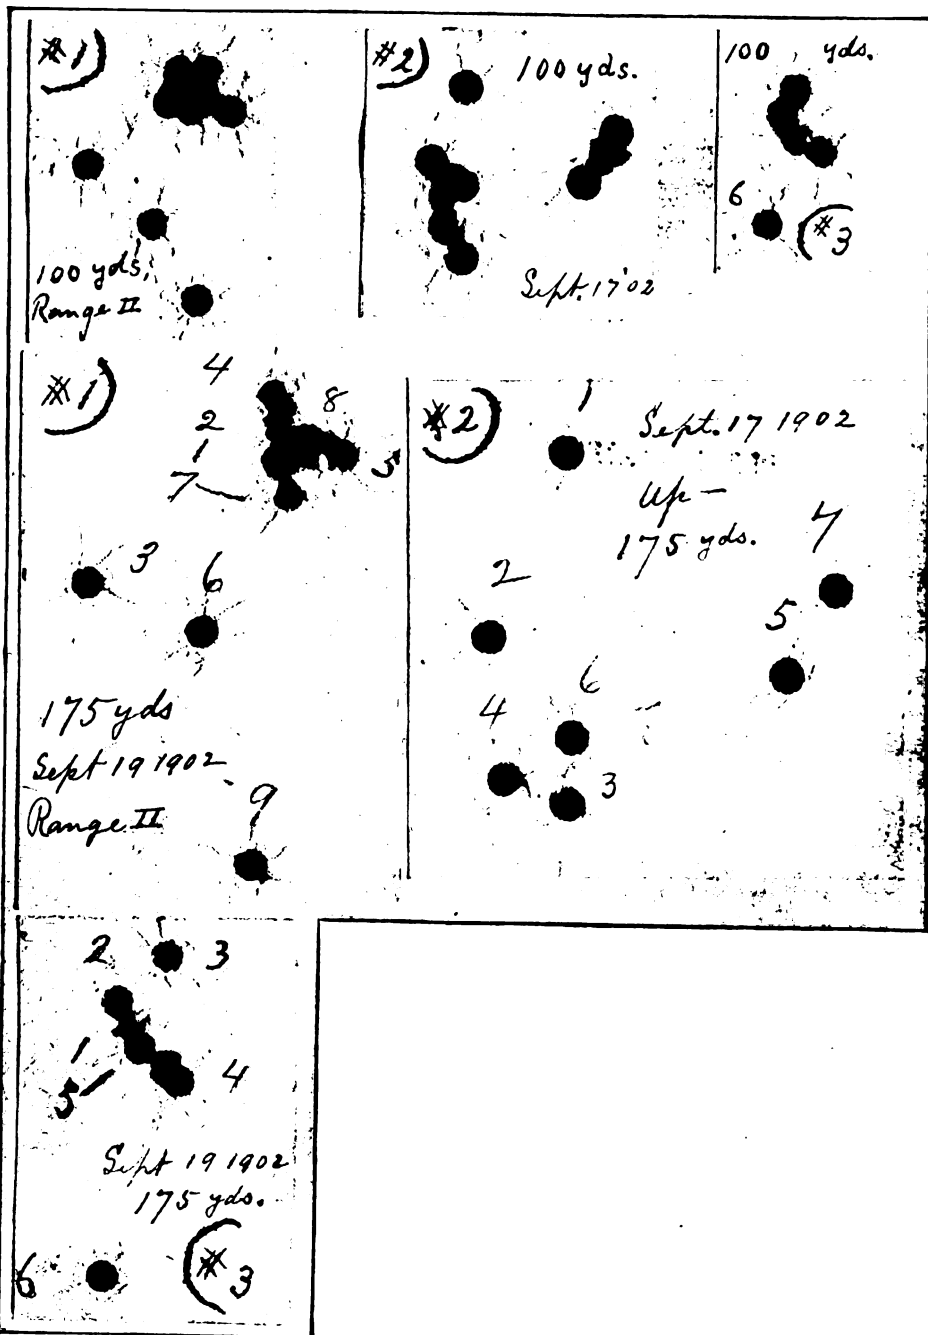 #1)
100 yds.
Range II
#2)
100 yds.
Sept. 17 '02
100 yds.
6
(#3
#1)
4
8
2
1
5
7
3
6
175 yds
Sept 19 1902
Range II
9
#2)
1
Sept. 17 1902
Up —
175 yds.
7
2
5
6
4
3
2 3
1
5
4
Sept 19 1902
175 yds.
6
(#3